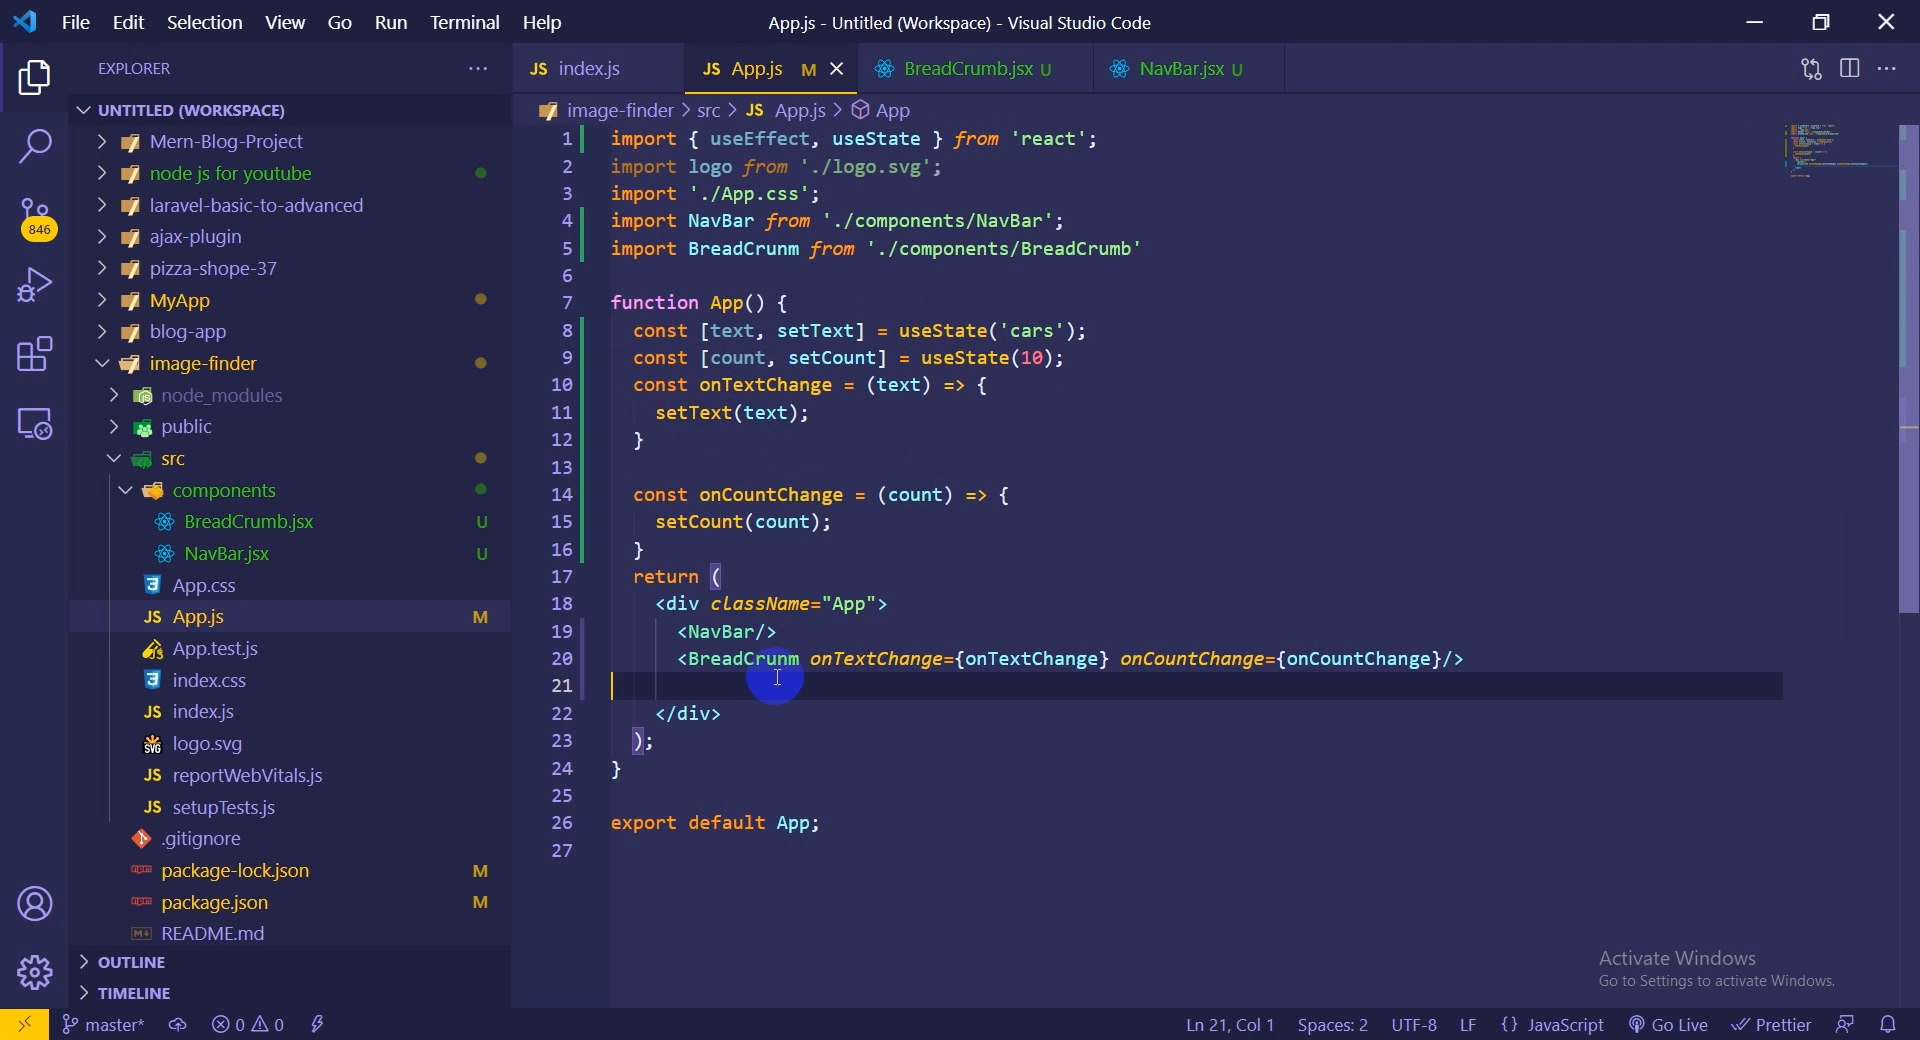 File Edit Selection View Go Run Terminal Help
App.js - Untitled (Workspace) - Visual Studio Code
EXPLORER
UNTITLED (WORKSPACE)
Mern-Blog-Project
node js for youtube
laravel-basic-to-advanced
ajax-plugin
pizza-shope-37
MyApp
blog-app
image-finder
node_modules
public
src
components
BreadCrumb.jsx U
NavBar.jsx U
App.css
JS App.js M
App.test.js
index.css
JS index.js
SVG logo.svg
JS reportWebVitals.js
JS setupTests.js
.gitignore
package-lock.json M
package.json M
README.md
OUTLINE
TIMELINE
846
JS index.js
JS App.js M
BreadCrumb.jsx U
NavBar.jsx U
image-finder > src > JS App.js > App
1 import { useEffect, useState } from 'react';
2 import logo from './logo.svg';
3 import './App.css';
4 import NavBar from './components/NavBar';
5 import BreadCrunm from './components/BreadCrumb'
6
7 function App() {
8 const [text, setText] = useState('cars');
9 const [count, setCount] = useState(10);
10 const onTextChange = (text) => {
11 setText(text);
12 }
13
14 const onCountChange = (count) => {
15 setCount(count);
16 }
17 return (
18 <div className="App">
19 <NavBar/>
20 <BreadCrunm onTextChange={onTextChange} onCountChange={onCountChange}/>
21
22 </div>
23 );
24 }
25
26 export default App;
27
Activate Windows
Go to Settings to activate Windows.
master* 0 0
Ln 21, Col 1 Spaces: 2 UTF-8 LF {} JavaScript Go Live Prettier